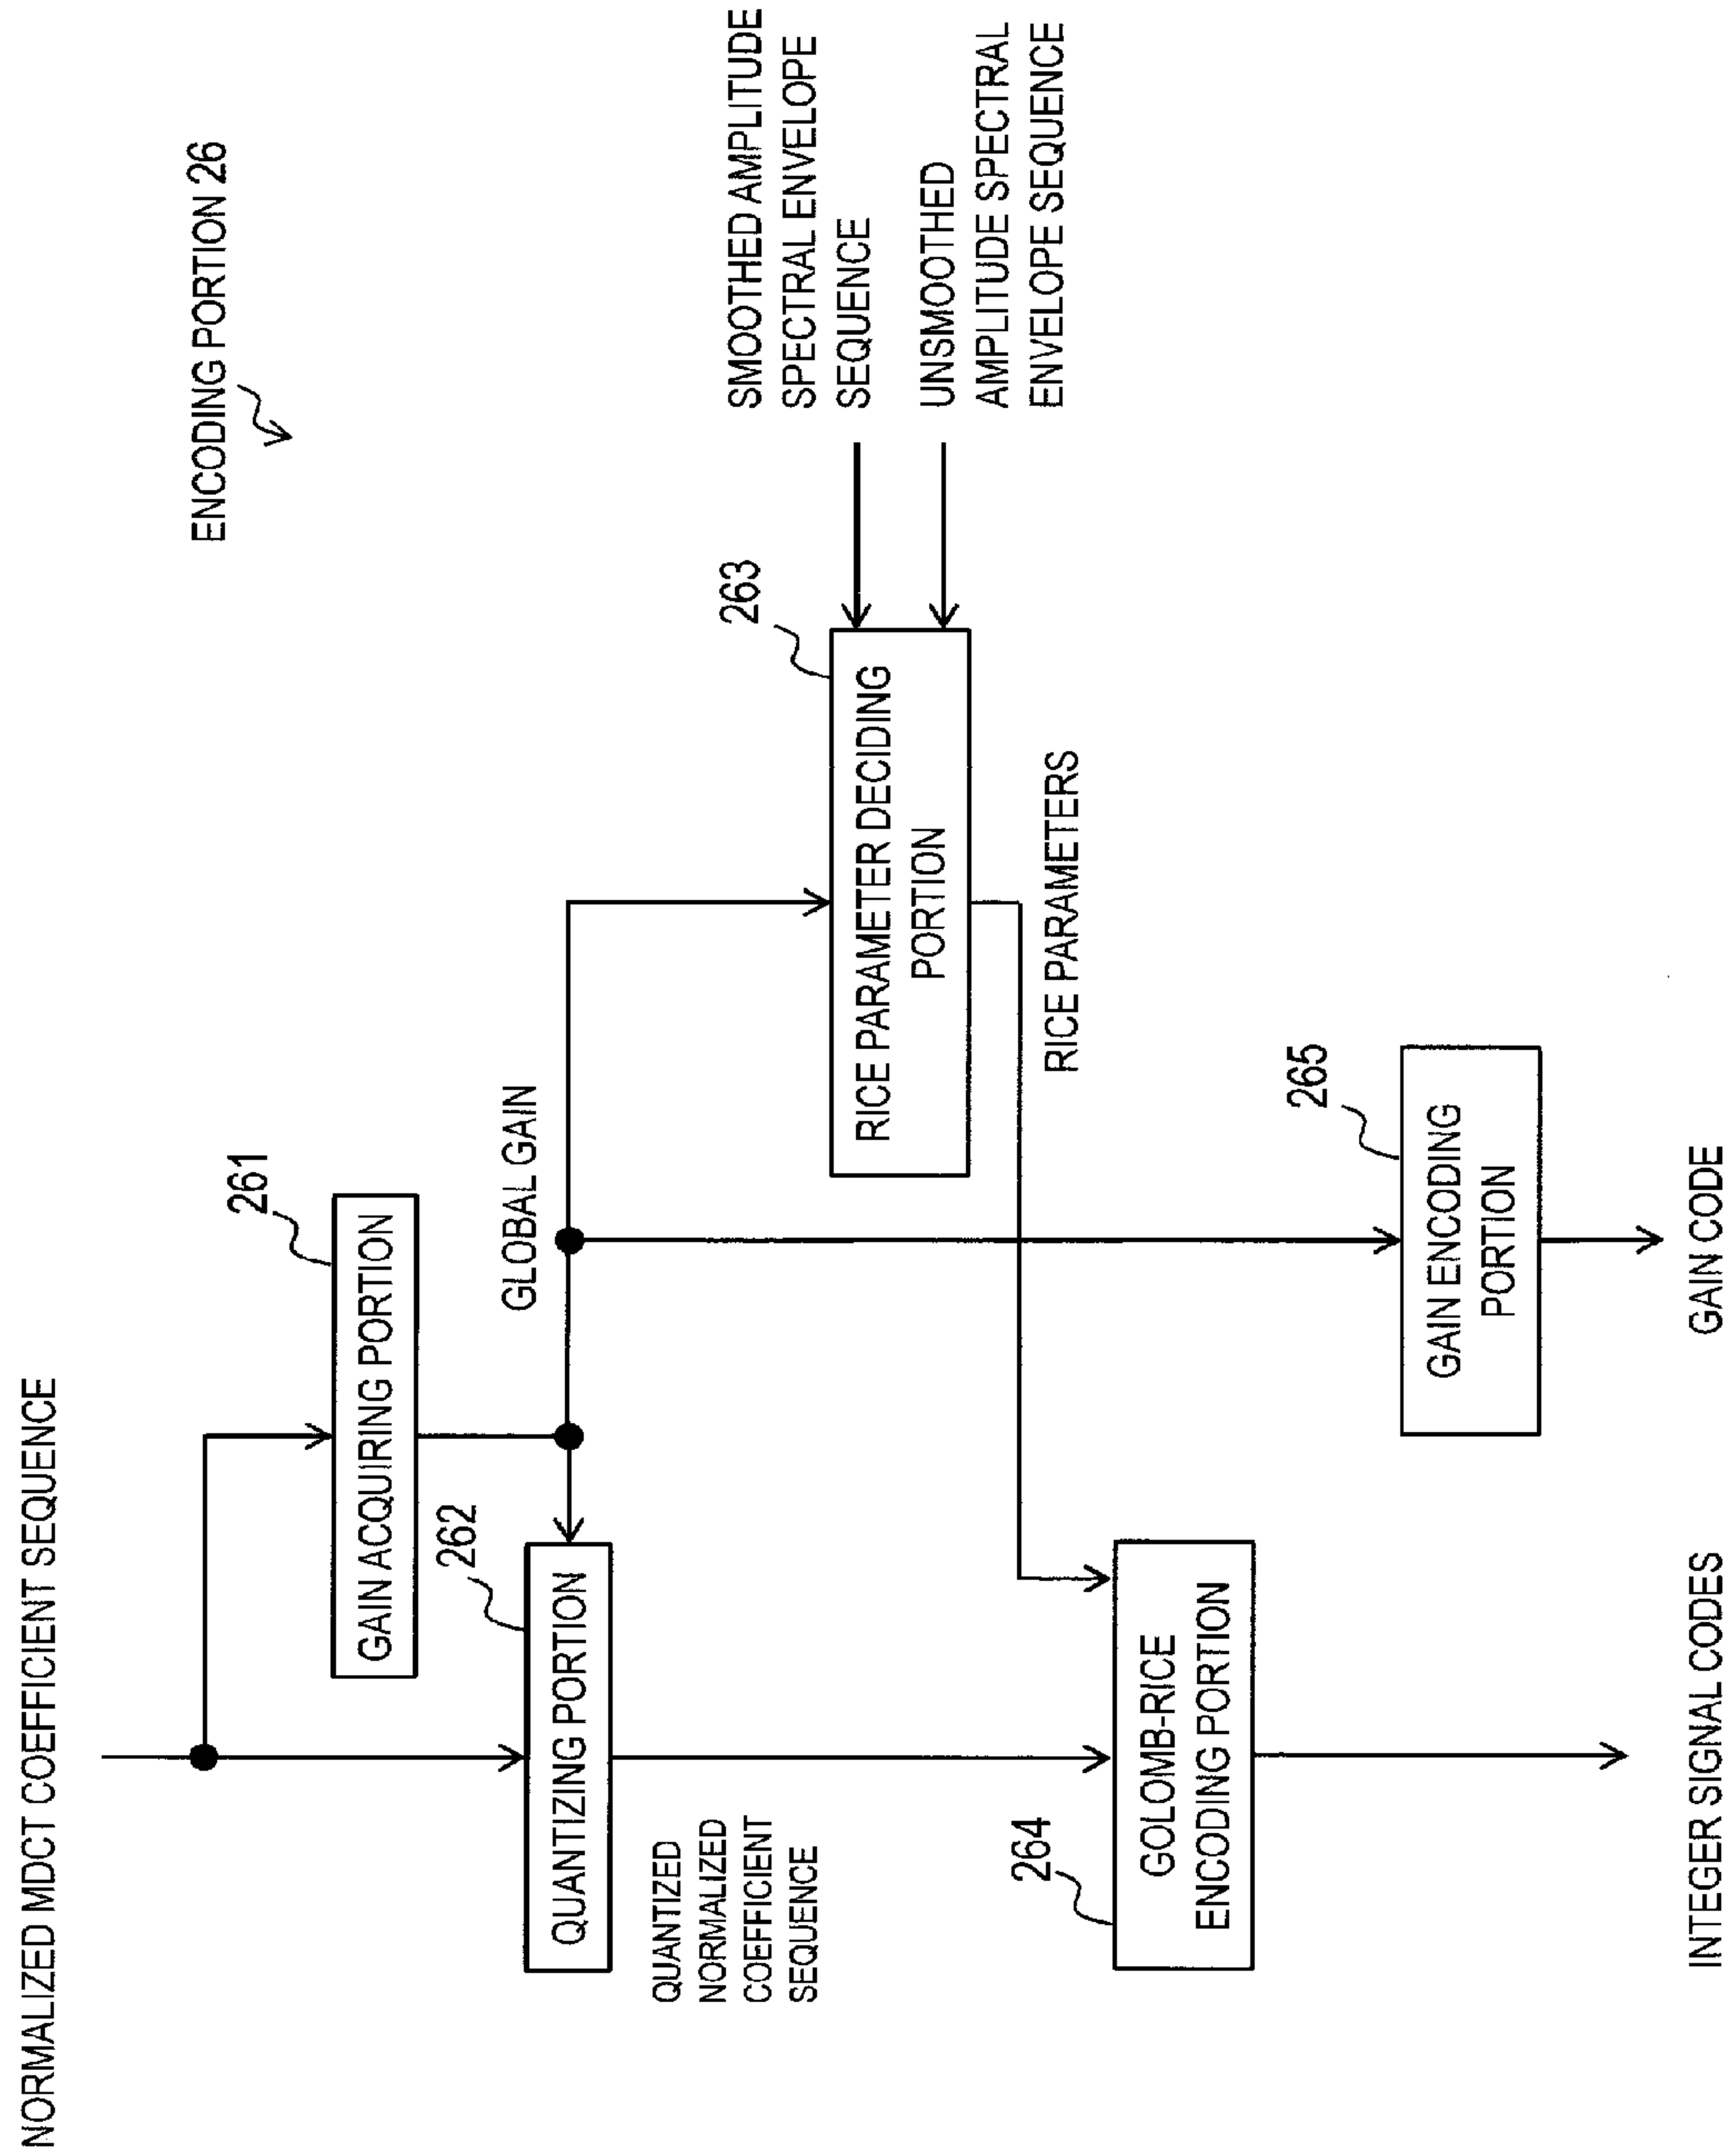 ENCODING PORTION 26
NORMALIZED MDCT COEFFICIENT SEQUENCE
261
GAIN ACQUIRING PORTION
262
QUANTIZING PORTION
GLOBAL GAIN
QUANTIZED
NORMALIZED
COEFFICIENT
SEQUENCE
SMOOTHED AMPLITUDE
SPECTRAL ENVELOPE
SEQUENCE
UNSMOOTHED
AMPLITUDE SPECTRAL
ENVELOPE SEQUENCE
263
RICE PARAMETER DECIDING
PORTION
RICE PARAMETERS
264
GOLOMB-RICE
ENCODING PORTION
265
GAIN ENCODING
PORTION
INTEGER SIGNAL CODES
GAIN CODE